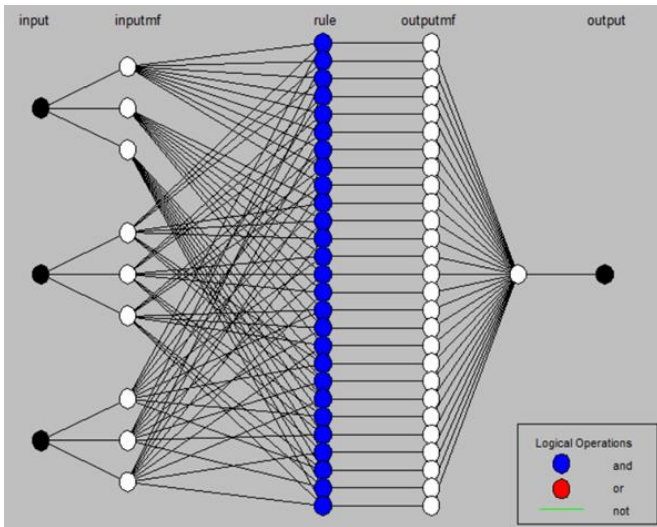 input inputmf rule outputmf output
Logical Operations
and
or
not